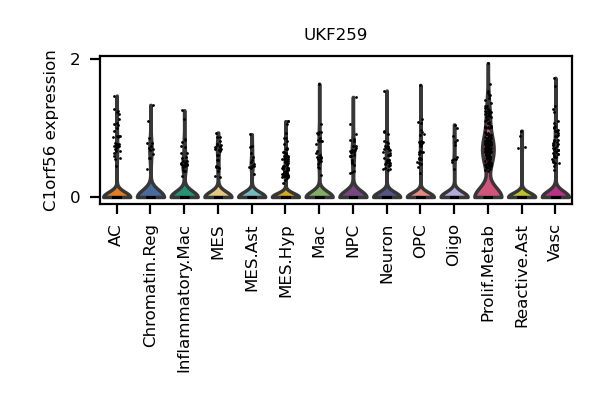 UKF259
C1orf56 expression
2
0
AC
Chromatin.Reg
Inflammatory.Mac
MES
MES.Ast
MES.Hyp
Mac
NPC
Neuron
OPC
Oligo
Prolif.Metab
Reactive.Ast
Vasc